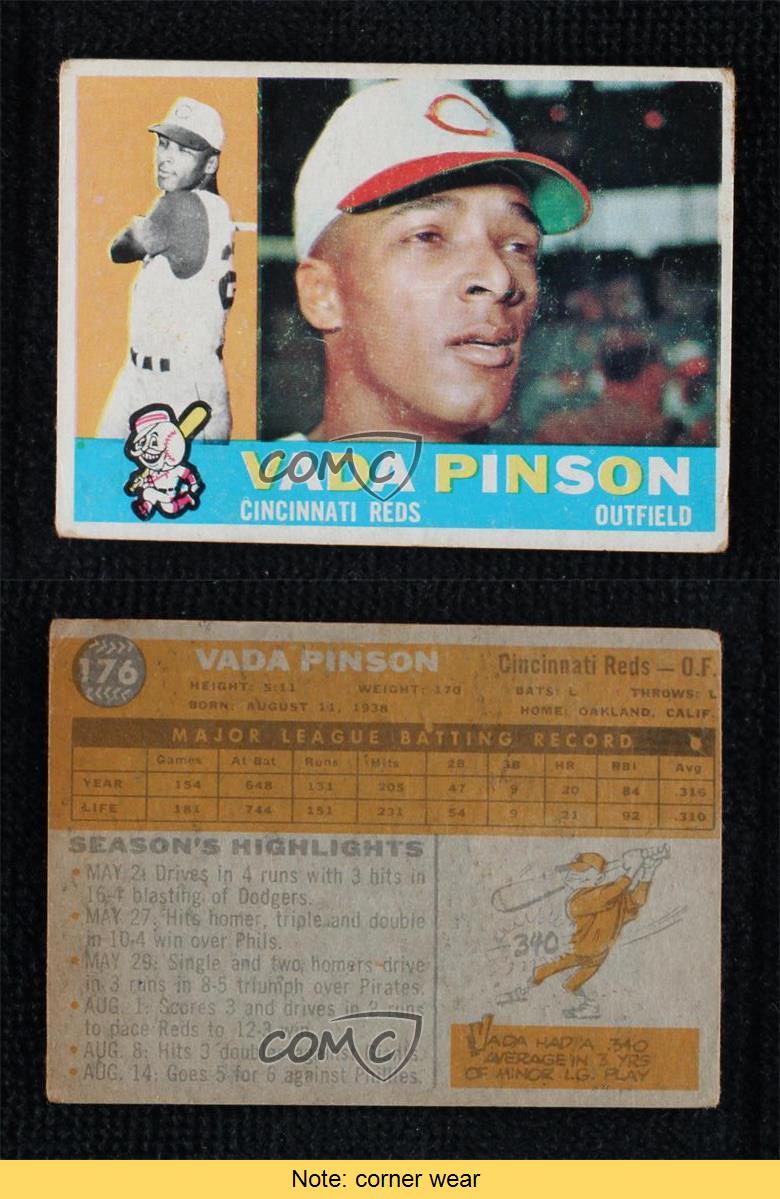 C
C
2
COMC
VADA PINSON
CINCINNATI REDS OUTFIELD
176
VADA PINSON Cincinnati Reds — O.F.
HEIGHT: 5:11 WEIGHT: 170 BATS: L THROWS: L
BORN: AUGUST 11, 1938 HOME: OAKLAND, CALIF.
MAJOR LEAGUE BATTING RECORD
Games At Bat Runs Hits 2B 3B HR RBI Avg
YEAR 154 648 131 205 47 9 20 84 .316
LIFE 181 744 151 231 54 9 21 92 .310
SEASON'S HIGHLIGHTS
• MAY 2: Drives in 4 runs with 3 hits in
16-4 blasting of Dodgers.
• MAY 27: Hits homer, triple and double
in 10-4 win over Phils.
• MAY 29: Single and two homers drive
in 3 runs in 8-5 triumph over Pirates.
• AUG. 1: Scores 3 and drives in 2 runs
to pace Reds to 12-3 win
• AUG. 8: Hits 3 doubles against
• AUG. 14: Goes 5 for 6 against Phillies.
COMC
340
VADA HAD A .340
AVERAGE IN 3 YRS
OF MINOR LG. PLAY
Note: corner wear